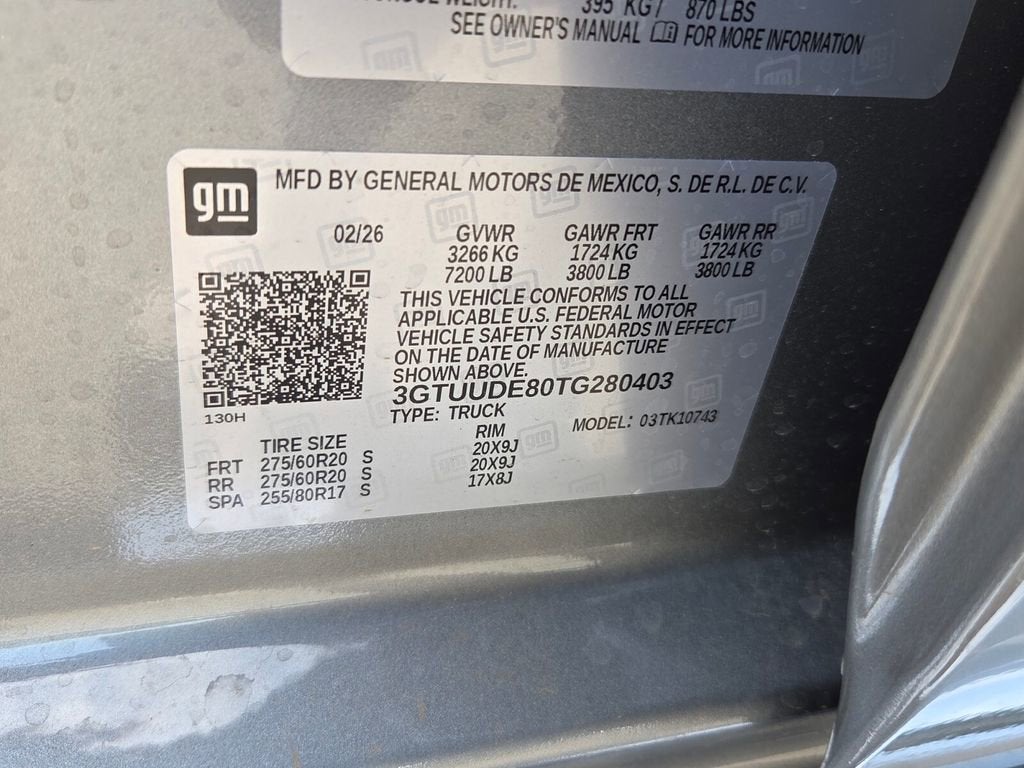 395 KG / 870 LBS
SEE OWNER'S MANUAL FOR MORE INFORMATION
gm
MFD BY GENERAL MOTORS DE MEXICO, S. DE R.L. DE C.V.
02/26 GVWR GAWR FRT GAWR RR
3266 KG 1724 KG 1724 KG
7200 LB 3800 LB 3800 LB
THIS VEHICLE CONFORMS TO ALL
APPLICABLE U.S. FEDERAL MOTOR
VEHICLE SAFETY STANDARDS IN EFFECT
ON THE DATE OF MANUFACTURE
SHOWN ABOVE.
3GTUUDE80TG280403
130H
TYPE: TRUCK MODEL: 03TK10743
TIRE SIZE RIM
FRT 275/60R20 S 20X9J
RR 275/60R20 S 20X9J
SPA 255/80R17 S 17X8J